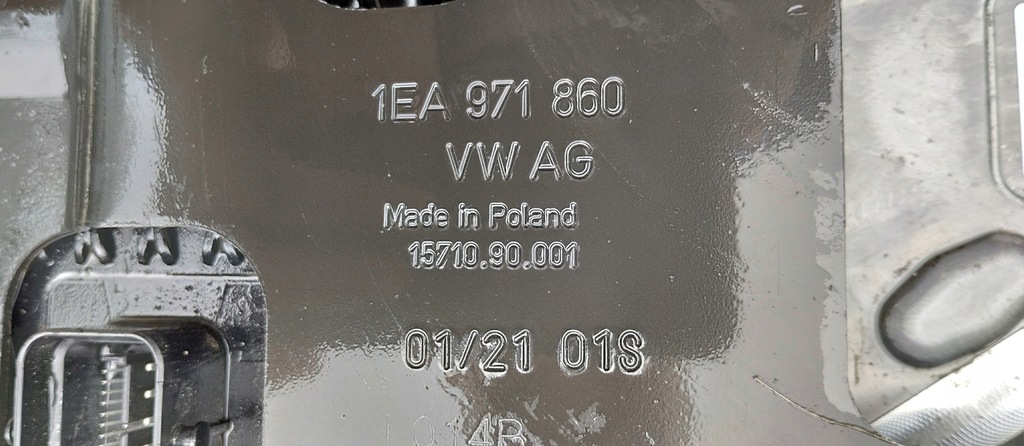 1EA 971 860
VW AG
Made in Poland
15710.90.001
01/21 01S